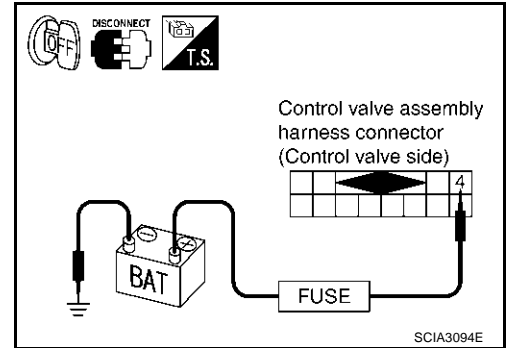 OFF
DISCONNECT
T.S.
Control valve assembly
harness connector
(Control valve side)
4
BAT
FUSE
SCIA3094E